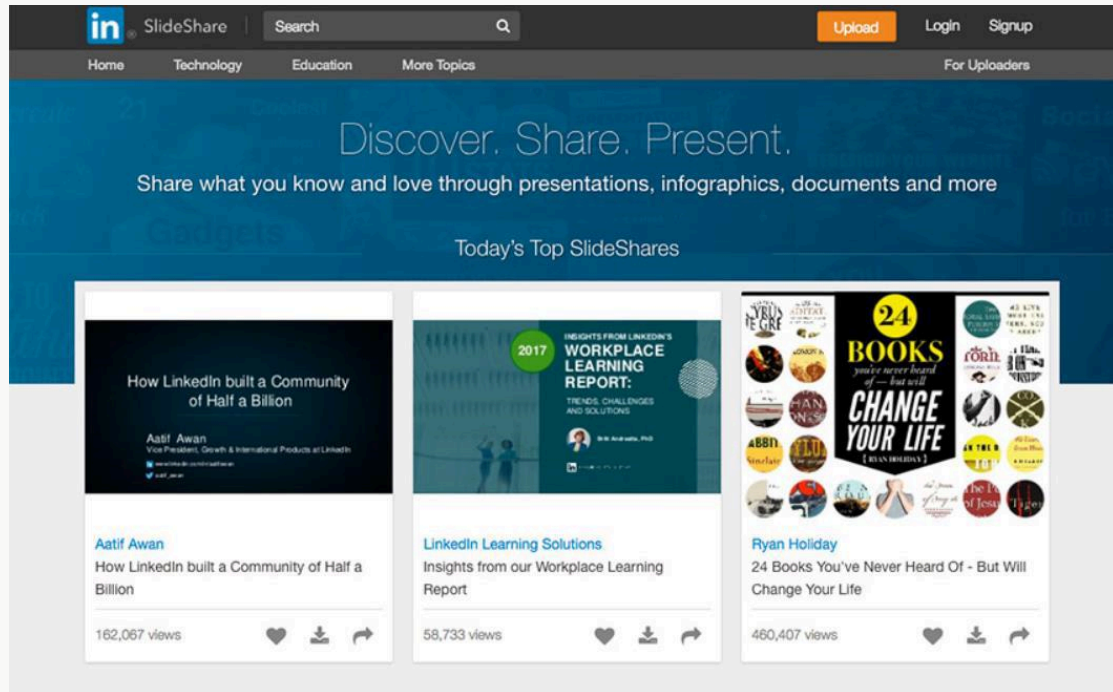 in ® SlideShare Search Upload Login Signup
Home Technology Education More Topics For Uploaders
Discover. Share. Present.
Share what you know and love through presentations, infographics, documents and more
Gadgets
Today's Top SlideShares
How LinkedIn built a Community
of Half a Billion
Aatif Awan
Vice President, Growth & International Products at LinkedIn
2017
INSIGHTS FROM LINKEDIN'S
WORKPLACE
LEARNING
REPORT:
TRENDS, CHALLENGES
AND SOLUTIONS
Britt Andreatta, PhD
in
24
BOOKS
you've never heard
of — but will
CHANGE
YOUR LIFE
[ RYAN HOLIDAY ]
Aatif Awan
How LinkedIn built a Community of Half a
Billion
162,067 views
LinkedIn Learning Solutions
Insights from our Workplace Learning
Report
58,733 views
Ryan Holiday
24 Books You've Never Heard Of - But Will
Change Your Life
460,407 views